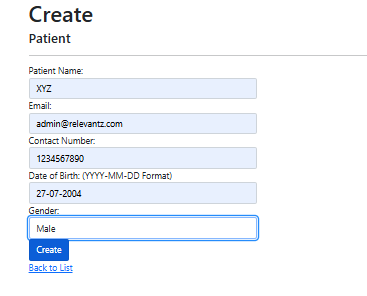 Create
Patient
Patient Name:
XYZ
Email:
admin@relevantz.com
Contact Number:
1234567890
Date of Birth: (YYYY-MM-DD Format)
27-07-2004
Gender:
Male
Create
Back to List